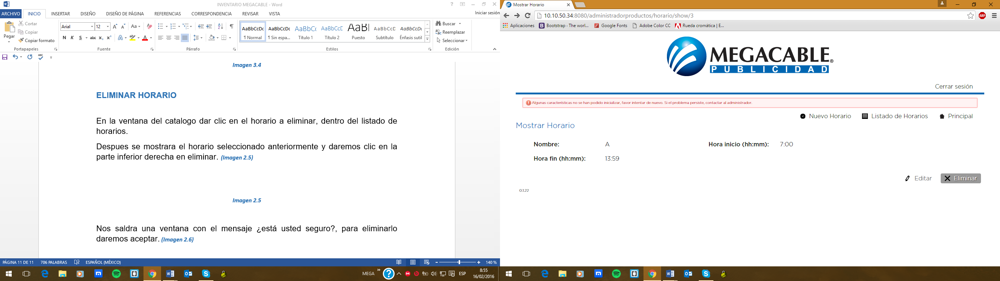 INVENTARIO MEGACABLE - Word
ARCHIVO INICIO INSERTAR DISEÑO DISEÑO DE PÁGINA REFERENCIAS CORRESPONDENCIA REVISAR VISTA Iniciar sesión
Pegar
Cortar
Copiar
Copiar formato
Portapapeles
Arial 12
Fuente
Párrafo
AaBbCcDc AaBbCcDc AaBbC AaBbCcD AaB AaBbCcD AaBbCcDc
¶ Normal ¶ Sin espa... Título 1 Título 2 Puesto Subtítulo Énfasis sutil
Estilos
Buscar
Reemplazar
Seleccionar
Edición
Imagen 3.4
ELIMINAR HORARIO
En la ventana del catalogo dar clic en el horario a eliminar, dentro del listado de
horarios.
Despues se mostrara el horario seleccionado anteriormente y daremos clic en la
parte inferior derecha en eliminar. (Imagen 2.5)
Imagen 2.5
Nos saldra una ventana con el mensaje ¿está usted seguro?, para eliminarlo
daremos aceptar. (Imagen 2.6)
PÁGINA 11 DE 11 706 PALABRAS ESPAÑOL (MÉXICO) 140 %
MEGA ESP 8:55
16/02/2016
Mostrar Horario
10.10.50.34:8080/administradorproductos/horario/show/3
ABP
Aplicaciones Bootstrap · The worl... Google Fonts Adobe Color CC Rueda cromática | E...
MEGACABLE®
PUBLICIDAD
Cerrar sesión
Algunas características no se han podido inicializar, favor intentar de nuevo. Si el problema persiste, contactar al administrador.
Nuevo Horario Listado de Horarios Principal
Mostrar Horario
Nombre: A Hora inicio (hh:mm): 7:00
Hora fin (hh:mm): 13:59
Editar Eliminar
0.1.22